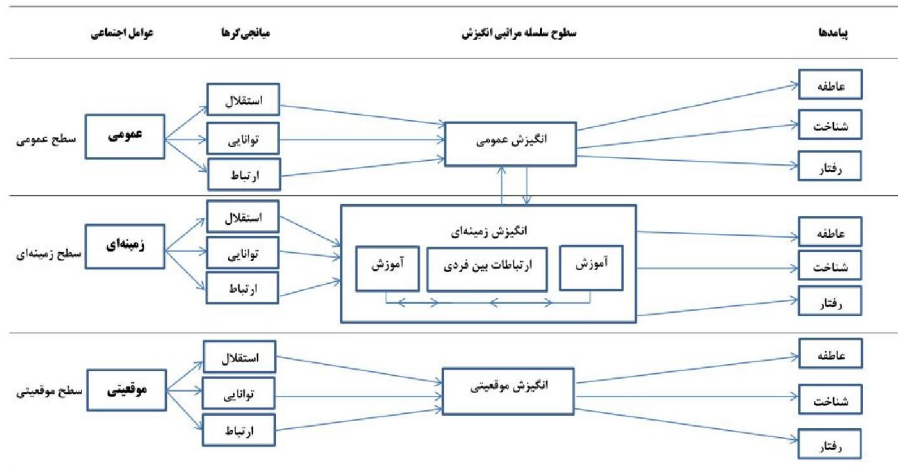 عوامل اجتماعی
میانجی‌گرها
سطوح سلسله مراتبی انگیزش
پیامدها
سطح عمومی
عمومی
استقلال
توانایی
ارتباط
انگیزش عمومی
عاطفه
شناخت
رفتار
سطح زمینه‌ای
زمینه‌ای
استقلال
توانایی
ارتباط
انگیزش زمینه‌ای
آموزش
ارتباطات بین فردی
آموزش
عاطفه
شناخت
رفتار
سطح موقعیتی
موقعیتی
استقلال
توانایی
ارتباط
انگیزش موقعیتی
عاطفه
شناخت
رفتار